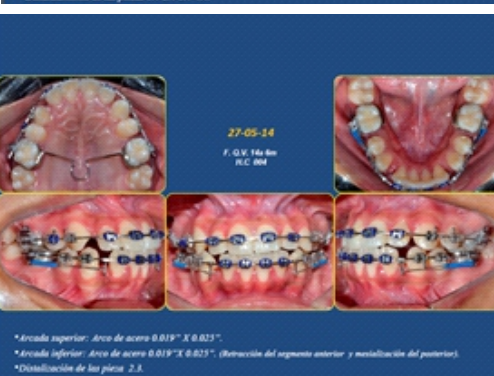 27-05-14
F. Q.V. 14a 6m
H.C 004
*Arcada superior: Arco de acero 0.019" X 0.025".
*Arcada inferior: Arco de acero 0.019"X 0.025". (Retracción del segmento anterior y mesialización del posterior).
*Distalización de las pieza 2.3.